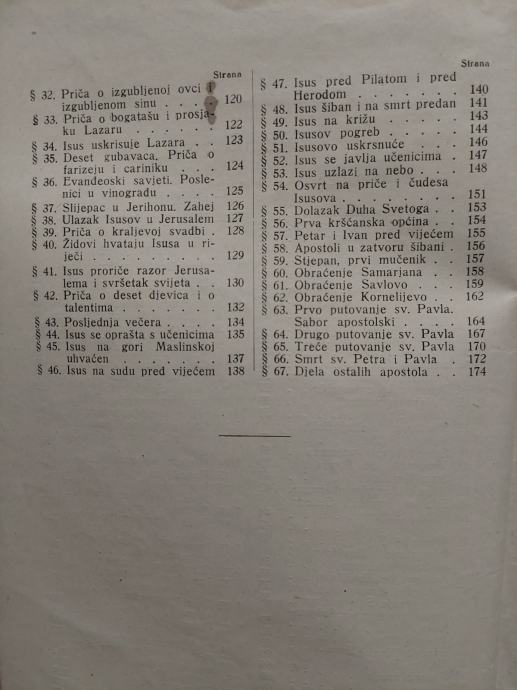 Strana
§ 32. Priča o izgubljenoj ovci i
izgubljenom sinu . . . . 120
§ 33. Priča o bogatašu i prosja-
ku Lazaru . . . . . . 122
§ 34. Isus uskrisuje Lazara . . 123
§ 35. Deset gubavaca. Priča o
farizeju i cariniku . . . . 124
§ 36. Evanđeoski savjeti. Posle-
nici u vinogradu . . . . . 125
§ 37. Slijepac u Jerihonu. Zahej 126
§ 38. Ulazak Isusov u Jerusalem 127
§ 39. Priča o kraljevoj svadbi . 128
§ 40. Židovi hvataju Isusa u ri-
ječi . . . . . . . . . 129
§ 41. Isus proriče razor Jerusa-
lema i svršetak svijeta . . 130
§ 42. Priča o deset djevica i o
talentima . . . . . . . 132
§ 43. Posljednja večera . . . . 134
§ 44. Isus se oprašta s učenicima 135
§ 45. Isus na gori Maslinskoj
uhvaćen . . . . . . . 137
§ 46. Isus na sudu pred vijećem 138
Strana
§ 47. Isus pred Pilatom i pred
Herodom . . . . . . . 140
§ 48. Isus šiban i na smrt predan 141
§ 49. Isus na križu . . . . . 143
§ 50. Isusov pogreb . . . . . 144
§ 51. Isusovo uskrsnuće . . . 146
§ 52. Isus se javlja učenicima . 147
§ 53. Isus uzlazi na nebo . . . 148
§ 54. Osvrt na priče i čudesa
Isusova . . . . . . . . 151
§ 55. Dolazak Duha Svetoga . . 153
§ 56. Prva kršćanska općina . . 154
§ 57. Petar i Ivan pred vijećem 155
§ 58. Apostoli u zatvoru šibani . 156
§ 59. Stjepan, prvi mučenik . . 157
§ 60. Obraćenje Samarjana . . 158
§ 61. Obraćenje Savlovo . . . 159
§ 62. Obraćenje Kornelijevo . . 162
§ 63. Prvo putovanje sv. Pavla.
Sabor apostolski . . . . 164
§ 64. Drugo putovanje sv. Pavla 167
§ 65. Treće putovanje sv. Pavla 170
§ 66. Smrt sv. Petra i Pavla . 172
§ 67. Djela ostalih apostola . . 174